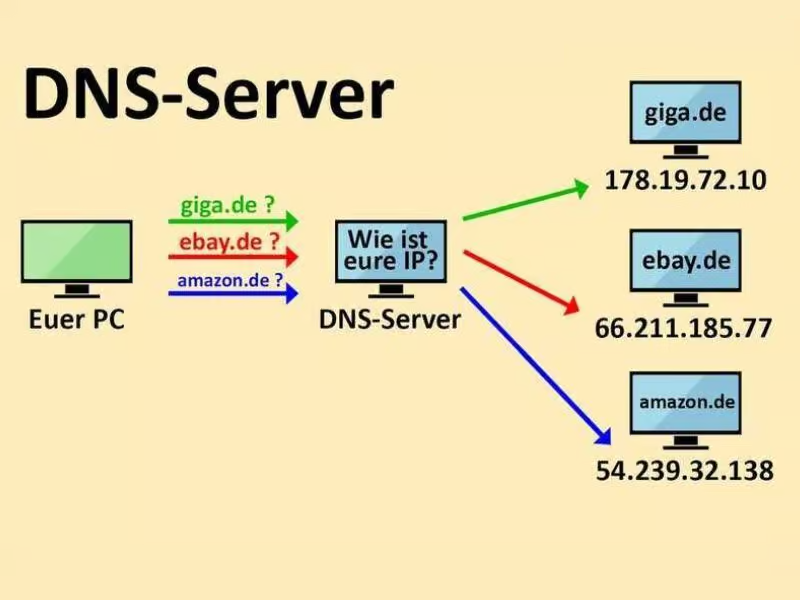 DNS-Server
giga.de
178.19.72.10
giga.de ?
ebay.de ?
amazon.de ?
Wie ist
eure IP?
Euer PC
DNS-Server
ebay.de
66.211.185.77
amazon.de
54.239.32.138